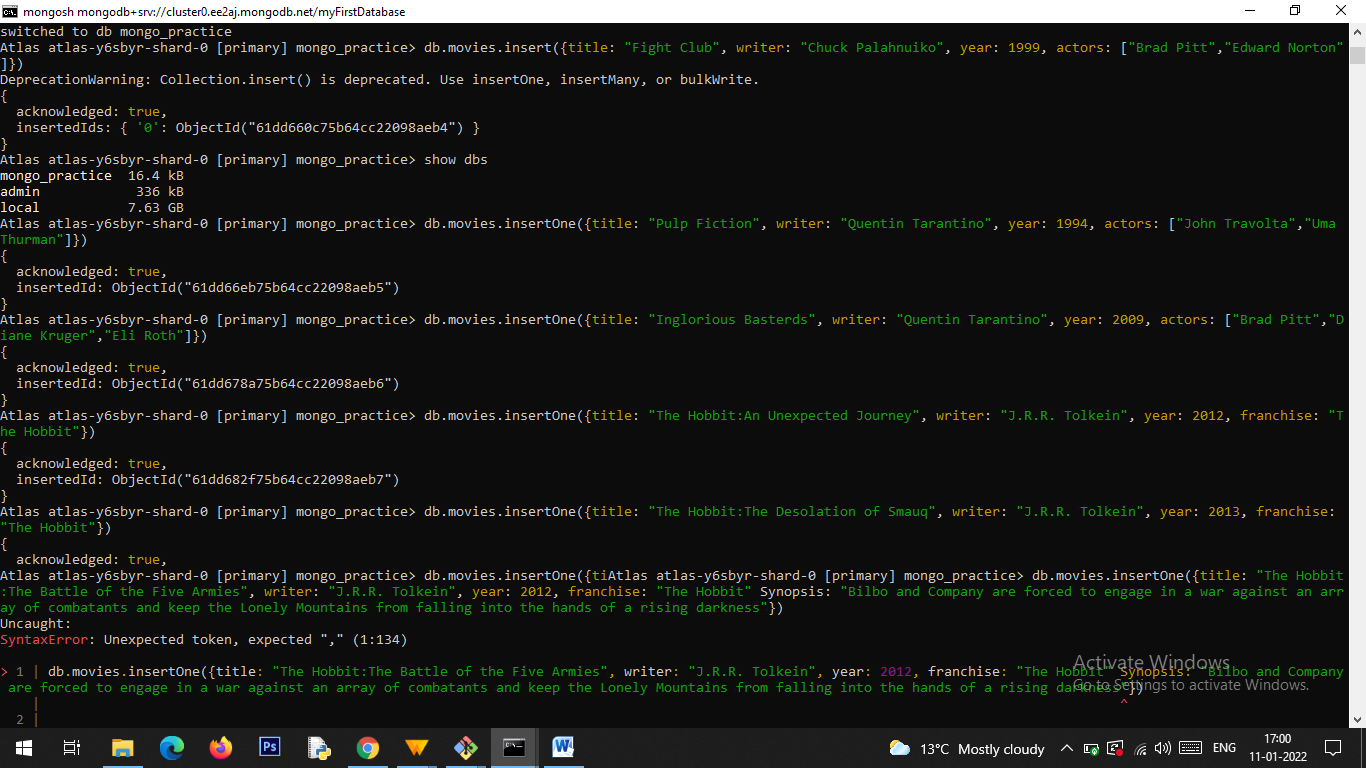 mongosh mongodb+srv://cluster0.ee2aj.mongodb.net/myFirstDatabase
switched to db mongo_practice
Atlas atlas-y6sbyr-shard-0 [primary] mongo_practice> db.movies.insert({title: "Fight Club", writer: "Chuck Palahnuiko", year: 1999, actors: ["Brad Pitt","Edward Norton"
]})
DeprecationWarning: Collection.insert() is deprecated. Use insertOne, insertMany, or bulkWrite.
{
  acknowledged: true,
  insertedIds: { '0': ObjectId("61dd660c75b64cc22098aeb4") }
}
Atlas atlas-y6sbyr-shard-0 [primary] mongo_practice> show dbs
mongo_practice  16.4 kB
admin            336 kB
local           7.63 GB
Atlas atlas-y6sbyr-shard-0 [primary] mongo_practice> db.movies.insertOne({title: "Pulp Fiction", writer: "Quentin Tarantino", year: 1994, actors: ["John Travolta","Uma
Thurman"]})
{
  acknowledged: true,
  insertedId: ObjectId("61dd66eb75b64cc22098aeb5")
}
Atlas atlas-y6sbyr-shard-0 [primary] mongo_practice> db.movies.insertOne({title: "Inglorious Basterds", writer: "Quentin Tarantino", year: 2009, actors: ["Brad Pitt","D
iane Kruger","Eli Roth"]})
{
  acknowledged: true,
  insertedId: ObjectId("61dd678a75b64cc22098aeb6")
}
Atlas atlas-y6sbyr-shard-0 [primary] mongo_practice> db.movies.insertOne({title: "The Hobbit:An Unexpected Journey", writer: "J.R.R. Tolkein", year: 2012, franchise: "T
he Hobbit"})
{
  acknowledged: true,
  insertedId: ObjectId("61dd682f75b64cc22098aeb7")
}
Atlas atlas-y6sbyr-shard-0 [primary] mongo_practice> db.movies.insertOne({title: "The Hobbit:The Desolation of Smauq", writer: "J.R.R. Tolkein", year: 2013, franchise:
"The Hobbit"})
{
  acknowledged: true,
Atlas atlas-y6sbyr-shard-0 [primary] mongo_practice> db.movies.insertOne({tiAtlas atlas-y6sbyr-shard-0 [primary] mongo_practice> db.movies.insertOne({title: "The Hobbit
:The Battle of the Five Armies", writer: "J.R.R. Tolkein", year: 2012, franchise: "The Hobbit" Synopsis: "Bilbo and Company are forced to engage in a war against an arr
ay of combatants and keep the Lonely Mountains from falling into the hands of a rising darkness"})
Uncaught:
SyntaxError: Unexpected token, expected "," (1:134)
> 1 | db.movies.insertOne({title: "The Hobbit:The Battle of the Five Armies", writer: "J.R.R. Tolkein", year: 2012, franchise: "The Hobbit" Synopsis: "Bilbo and Company
 are forced to engage in a war against an array of combatants and keep the Lonely Mountains from falling into the hands of a rising darkness"})
    |                                                                                                                                       ^
  2 |
Activate Windows
Go to Settings to activate Windows.
Ps
W
13°C Mostly cloudy
ENG
17:00
11-01-2022